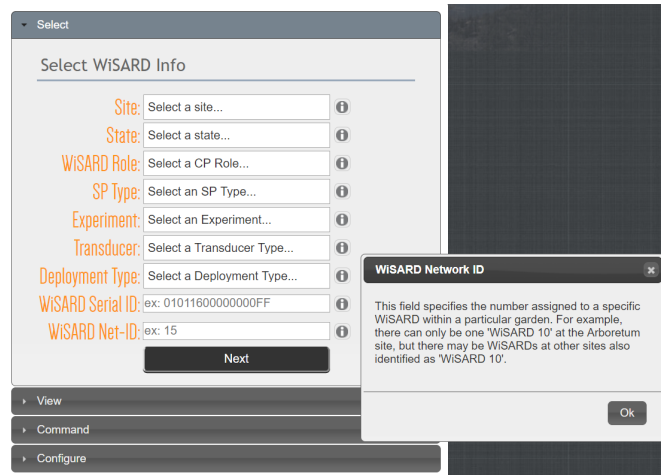 Select
Select WiSARD Info
Site: Select a site...
State: Select a state...
WiSARD Role: Select a CP Role...
SP Type: Select an SP Type...
Experiment: Select an Experiment...
Transducer: Select a Transducer Type...
Deployment Type: Select a Deployment Type...
WiSARD Serial ID: ex: 01011600000000FF
WiSARD Net-ID: ex: 15
Next
View
Command
Configure
WiSARD Network ID
This field specifies the number assigned to a specific
WiSARD within a particular garden. For example,
there can only be one 'WiSARD 10' at the Arboretum
site, but there may be WiSARDs at other sites also
identified as 'WiSARD 10'.
Ok